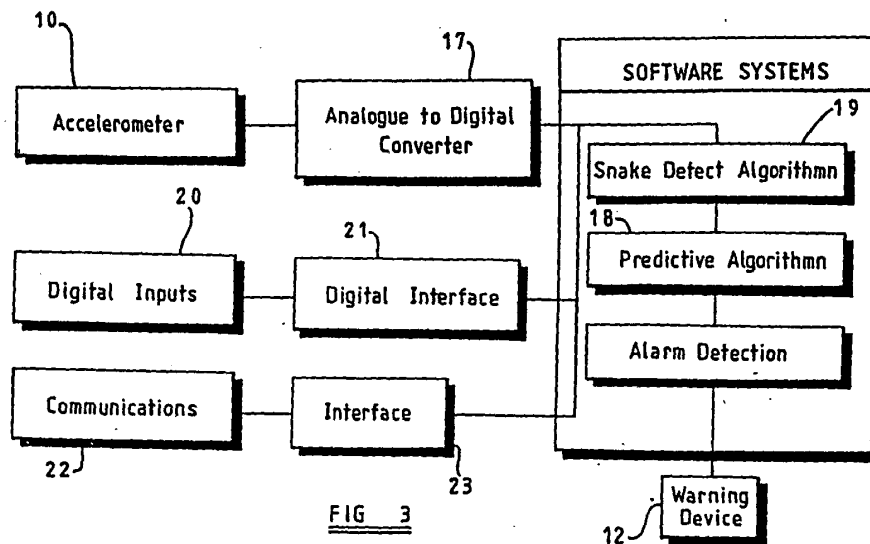 10
17
SOFTWARE SYSTEMS
Accelerometer
Analogue to Digital
Converter
19
Snake Detect Algorithmn
20
21
18
Predictive Algorithmn
Digital Inputs
Digital Interface
Alarm Detection
Communications
Interface
22
23
Warning
Device
12
FIG 3